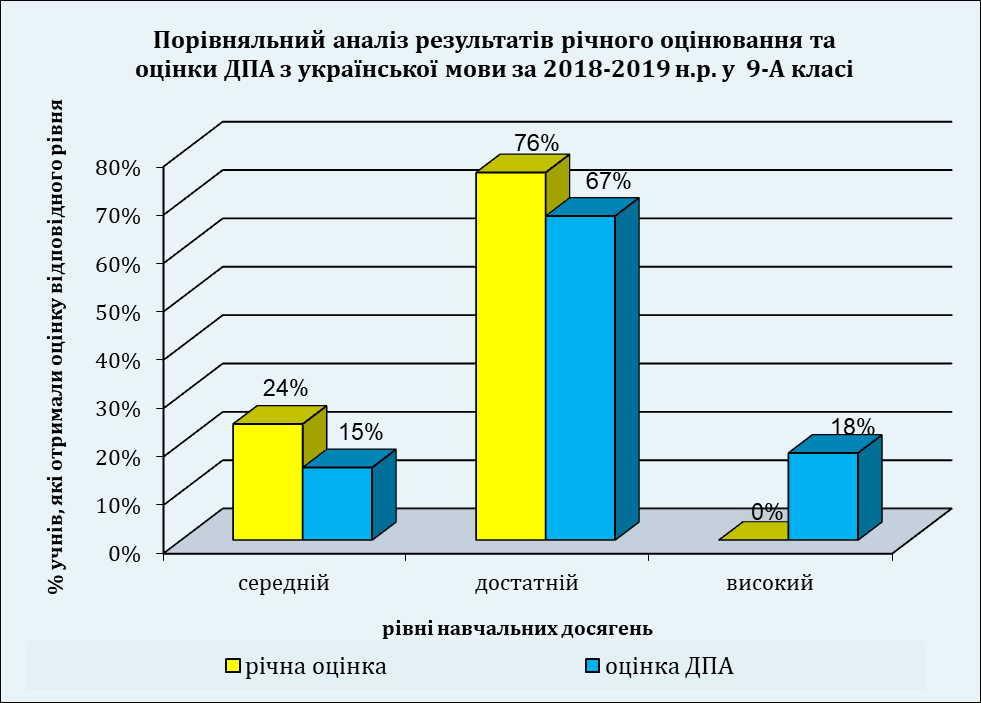 Порівняльний аналіз результатів річного оцінювання та
оцінки ДПА з української мови за 2018-2019 н.р. у 9-А класі
% учнів, які отримали оцінку відповідного рівня
80%
70%
60%
50%
40%
30%
20%
10%
0%
24%
15%
76%
67%
0%
18%
середній
достатній
високий
рівні навчальних досягень
річна оцінка
оцінка ДПА